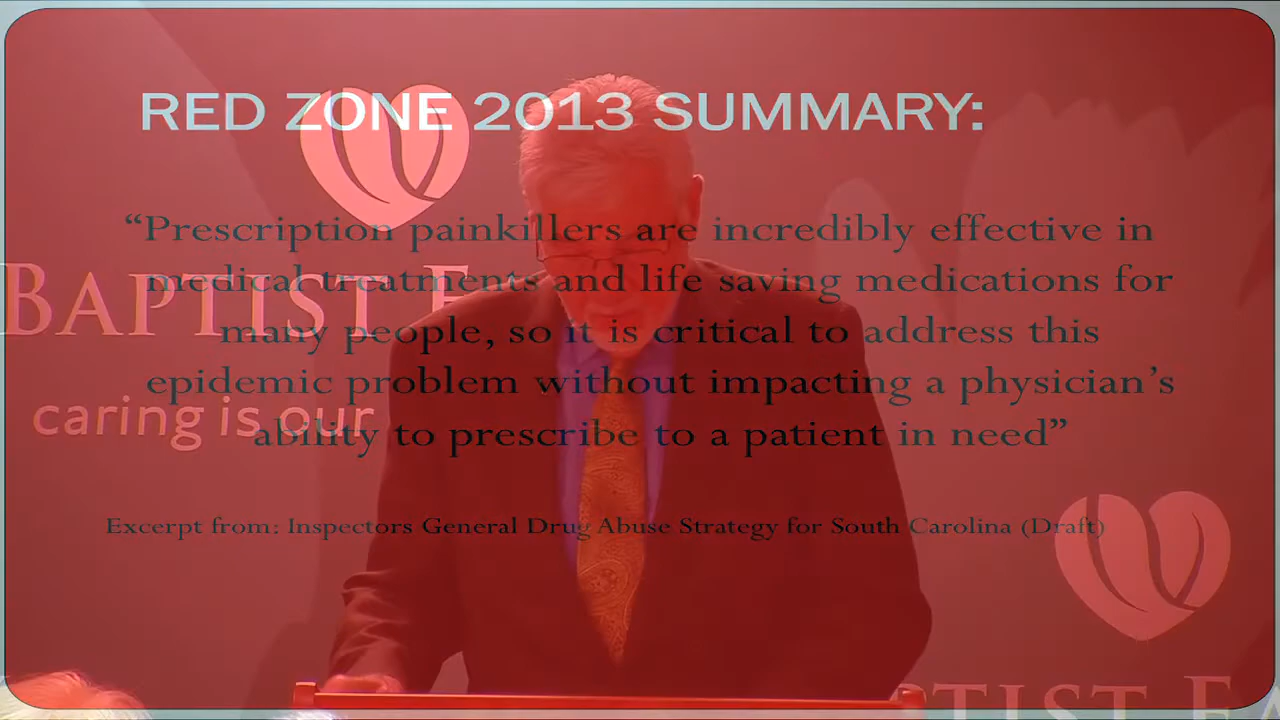 RED ZONE 2013 SUMMARY:
“Prescription painkillers are incredibly effective in
medical treatments and life saving medications for
many people, so it is critical to address this
epidemic problem without impacting a physician’s
ability to prescribe to a patient in need”
Excerpt from: Inspectors General Drug Abuse Strategy for South Carolina (Draft)
BAPTIST
caring is our